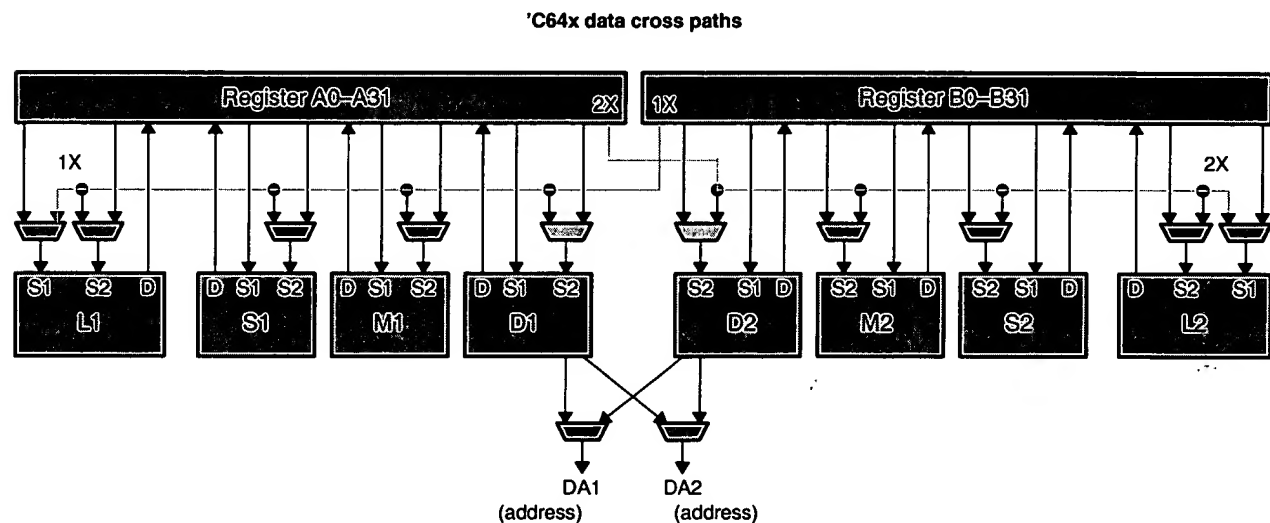 'C64x data cross paths
Register A0–A31
2X
1X
Register B0–B31
1X
2X
S1 S2 D
D S1 S2
D S1 S2
D S1 S2
S2 S1 D
S2 S1 D
S2 S1 D
D S2 S1
L1
S1
M1
D1
D2
M2
S2
L2
DA1
DA2
(address)
(address)